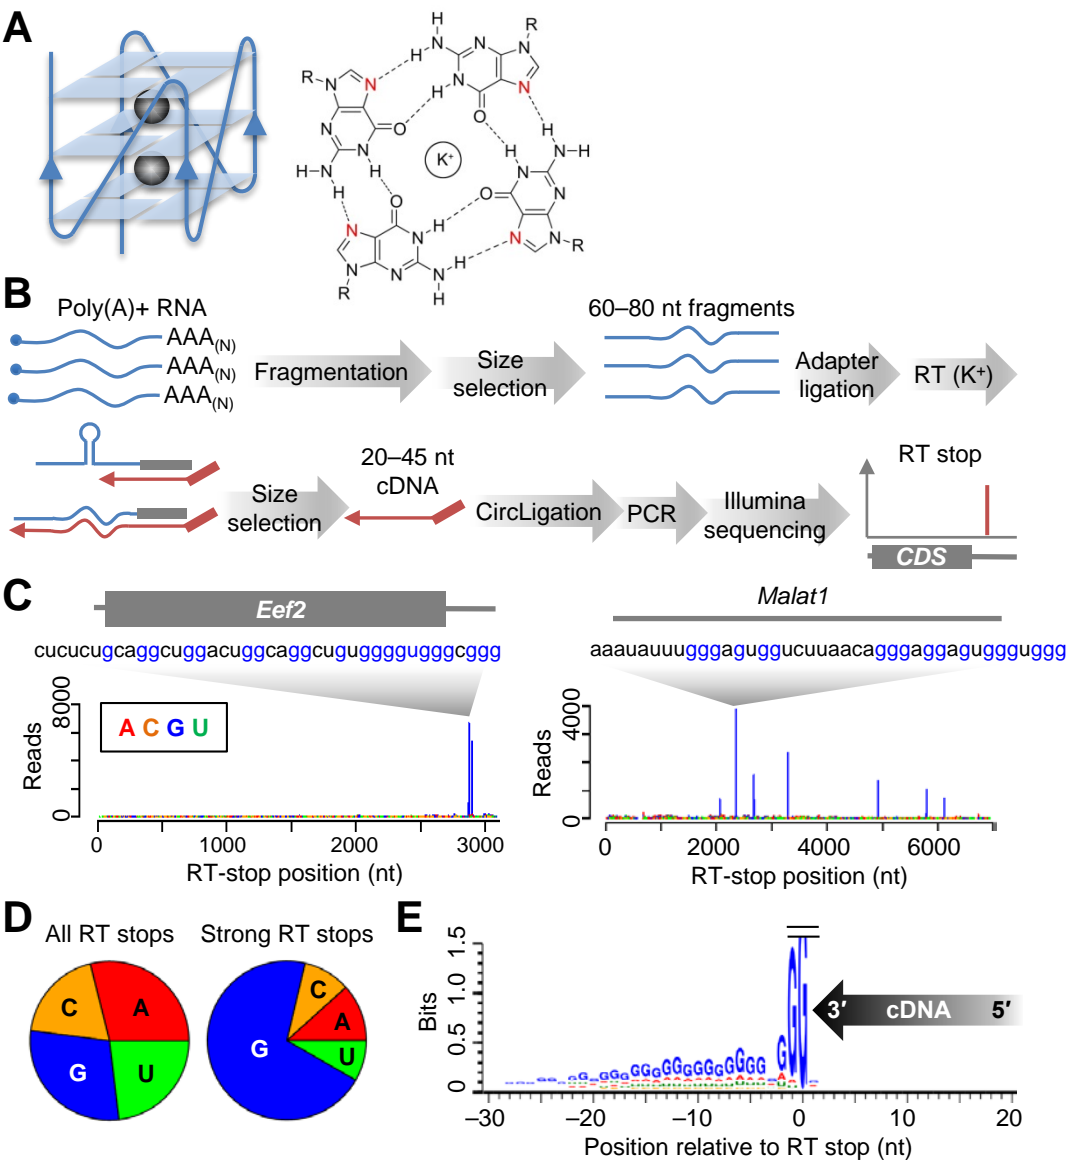 A
R
N
N
H
N
H
N
N
N
O
H
R
N
N
N
O
N
H
H–N
H
K⁺
H
N–H
H
N
N
O
N
N
R
O
N
H
N
N
N
R
N
H
H
B
Poly(A)+ RNA
60–80 nt fragments
AAA(N)
AAA(N)
AAA(N)
Fragmentation
Size
selection
Adapter
ligation
RT (K⁺)
Size
selection
20–45 nt
cDNA
CircLigation
PCR
Illumina
sequencing
RT stop
CDS
C
Eef2
cucucugcaggcuggacuggcaggcuguggggugggcggg
8000
0
Reads
A C G U
0 1000 2000 3000
RT-stop position (nt)
Malat1
aaauauuugggaguggucuuaacagggaggaguggguggg
4000
0
Reads
0 2000 4000 6000
RT-stop position (nt)
D
All RT stops
C A
G U
Strong RT stops
C
A
G U
E
1.5
1.0
0.5
0
Bits
GG
3′ cDNA 5′
–30 –20 –10 0 10 20
Position relative to RT stop (nt)